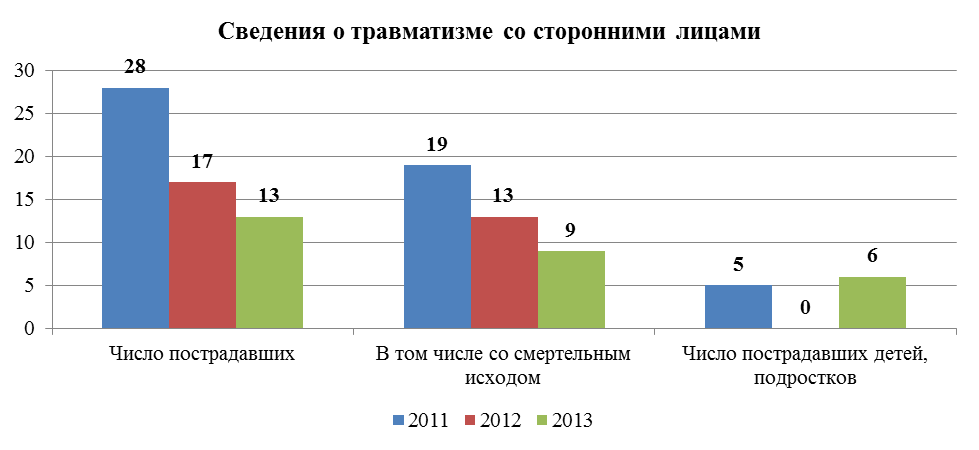 Сведения о травматизме со сторонними лицами
30
25
20
15
10
5
0
28
17
13
19
13
9
5
0
6
Число пострадавших
В том числе со смертельным
исходом
Число пострадавших детей,
подростков
2011 2012 2013